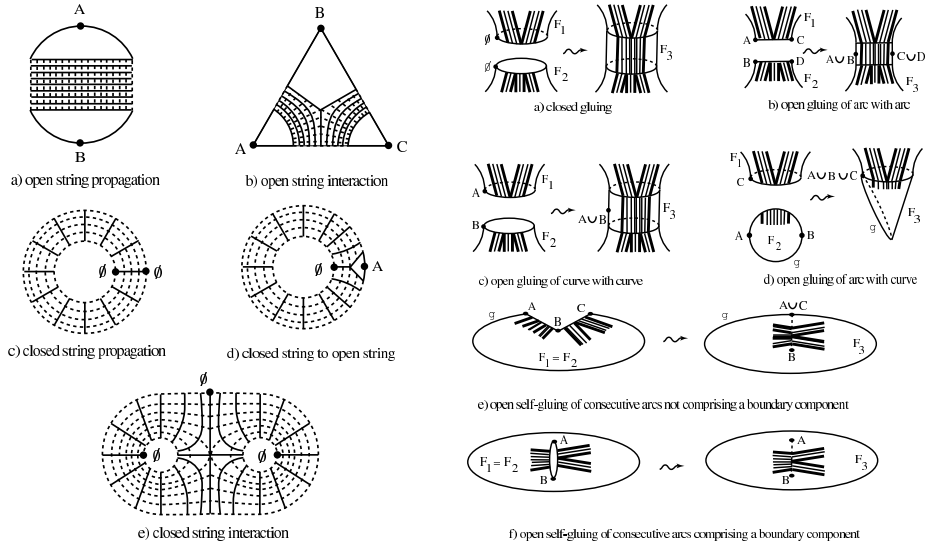 A
B
a) open string propagation
B
A
C
b) open string interaction
Ø
Ø
c) closed string propagation
Ø
A
d) closed string to open string
Ø
Ø
Ø
e) closed string interaction
Ø
F1
Ø
F2
F3
a) closed gluing
F1
A
C
B
D
F2
A∪B
C∪D
F3
b) open gluing of arc with arc
A
F1
B
F2
A∪B
F3
c) open gluing of curve with curve
F1
C
A
F2
B
g
A∪B∪C
F3
g
d) open gluing of arc with curve
g
A
B
C
F1 = F2
g
A∪C
B
F3
e) open self-gluing of consecutive arcs not comprising a boundary component
F1 = F2
A
B
A
B
F3
f) open self-gluing of consecutive arcs comprising a boundary component